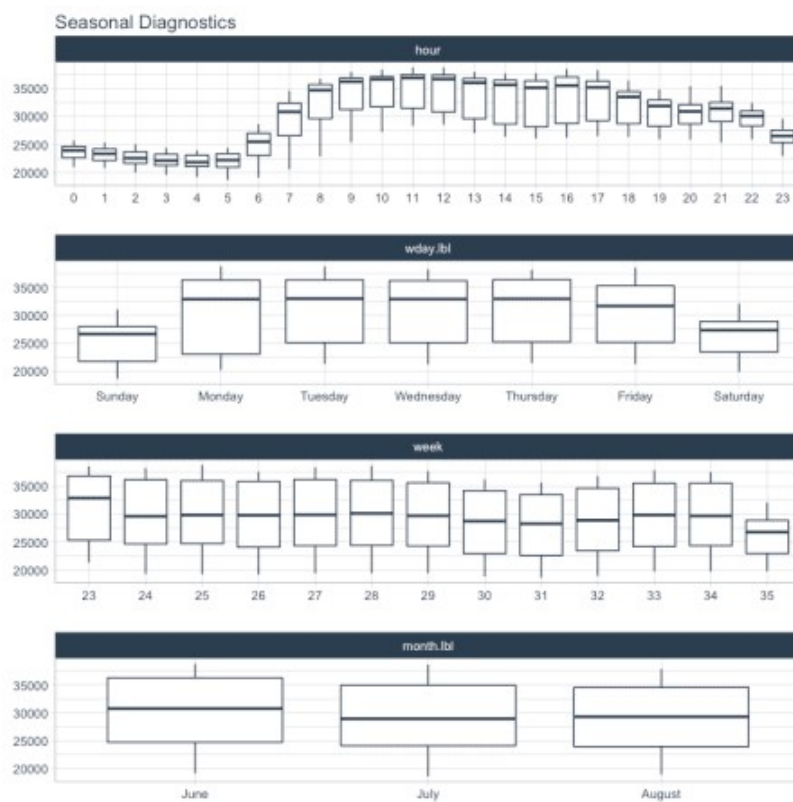 Seasonal Diagnostics
hour
35000
30000
25000
20000
0 1 2 3 4 5 6 7 8 9 10 11 12 13 14 15 16 17 18 19 20 21 22 23
wday.lbl
35000
30000
25000
20000
Sunday Monday Tuesday Wednesday Thursday Friday Saturday
week
35000
30000
25000
20000
23 24 25 26 27 28 29 30 31 32 33 34 35
month.lbl
35000
30000
25000
20000
June July August